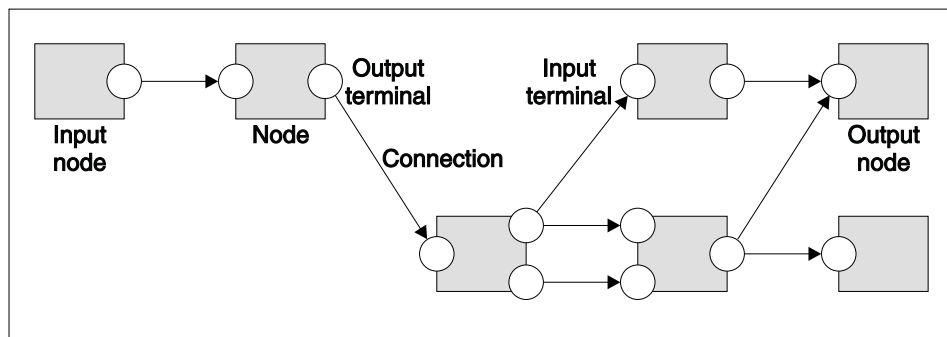 Output
terminal
Input
terminal
Input
node
Node
Output
node
Connection